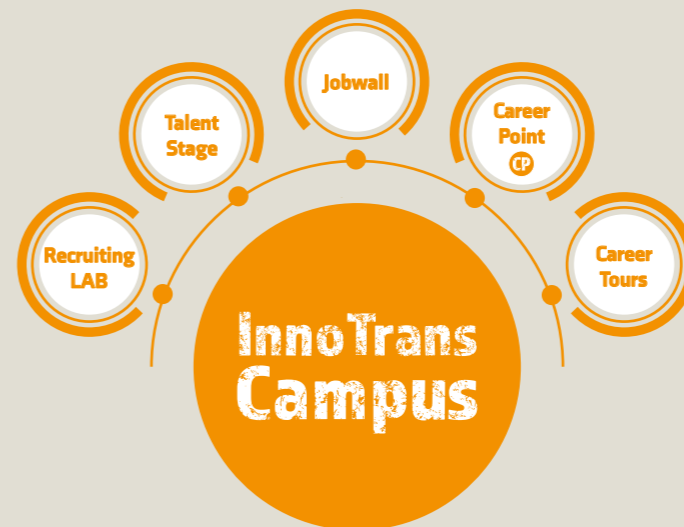 Jobwall
Talent
Stage
Career
Point
CP
Recruiting
LAB
Career
Tours
InnoTrans
Campus